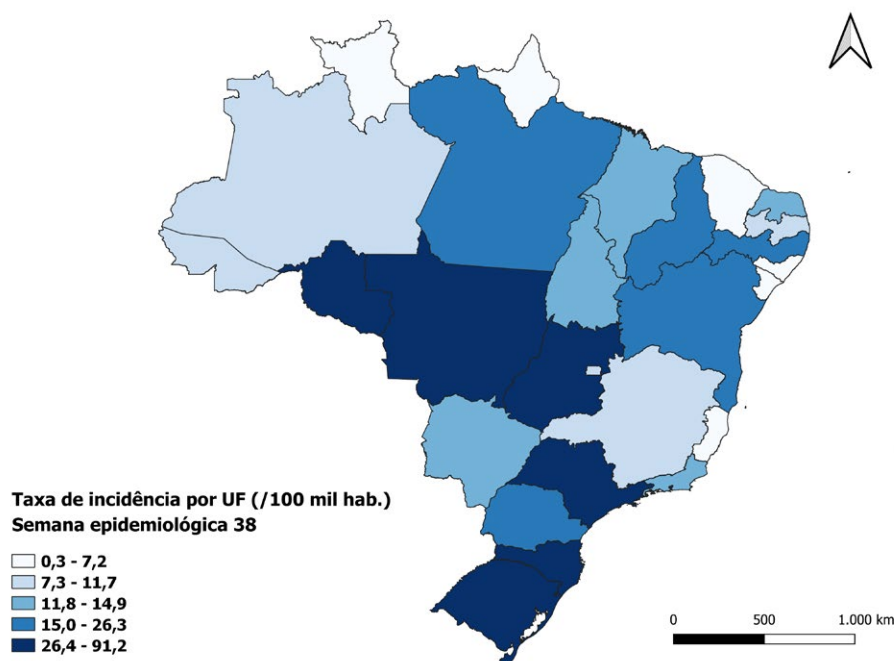 Taxa de incidência por UF (/100 mil hab.)
Semana epidemiológica 38
0,3 - 7,2
7,3 - 11,7
11,8 - 14,9
15,0 - 26,3
26,4 - 91,2
0 500 1.000 km